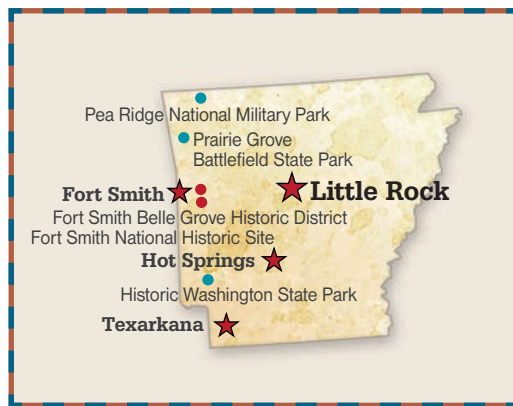 Pea Ridge National Military Park
Prairie Grove
Battlefield State Park
Fort Smith
Little Rock
Fort Smith Belle Grove Historic District
Fort Smith National Historic Site
Hot Springs
Historic Washington State Park
Texarkana